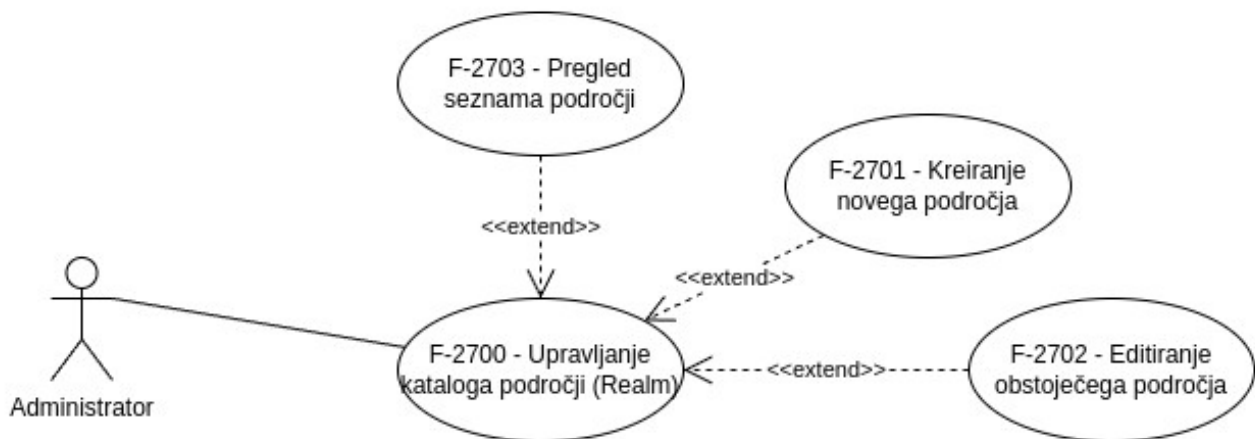 F-2703 - Pregled
seznama področji
F-2701 - Kreiranje
novega področja
<<extend>>
<<extend>>
F-2700 - Upravljanje
kataloga področji (Realm)
<<extend>>
F-2702 - Editiranje
obstoječega področja
Administrator